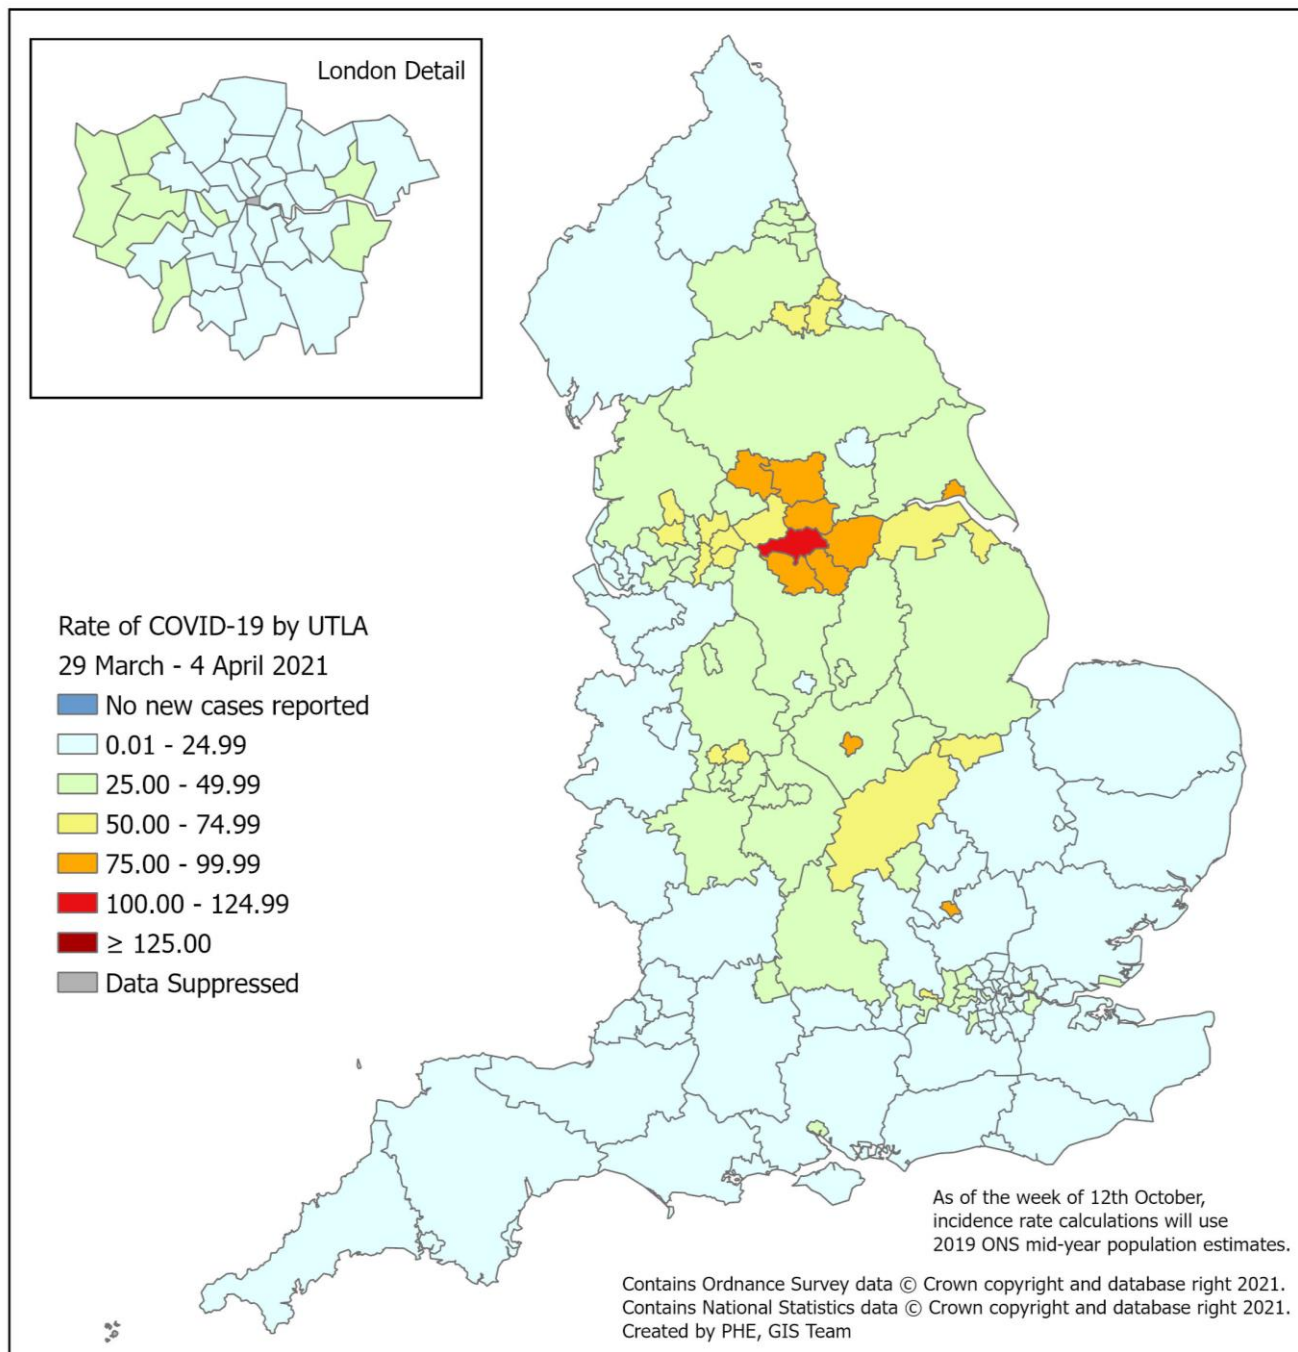 London Detail
Rate of COVID-19 by UTLA
29 March - 4 April 2021
No new cases reported
0.01 - 24.99
25.00 - 49.99
50.00 - 74.99
75.00 - 99.99
100.00 - 124.99
≥ 125.00
Data Suppressed
As of the week of 12th October,
incidence rate calculations will use
2019 ONS mid-year population estimates.
Contains Ordnance Survey data © Crown copyright and database right 2021.
Contains National Statistics data © Crown copyright and database right 2021.
Created by PHE, GIS Team